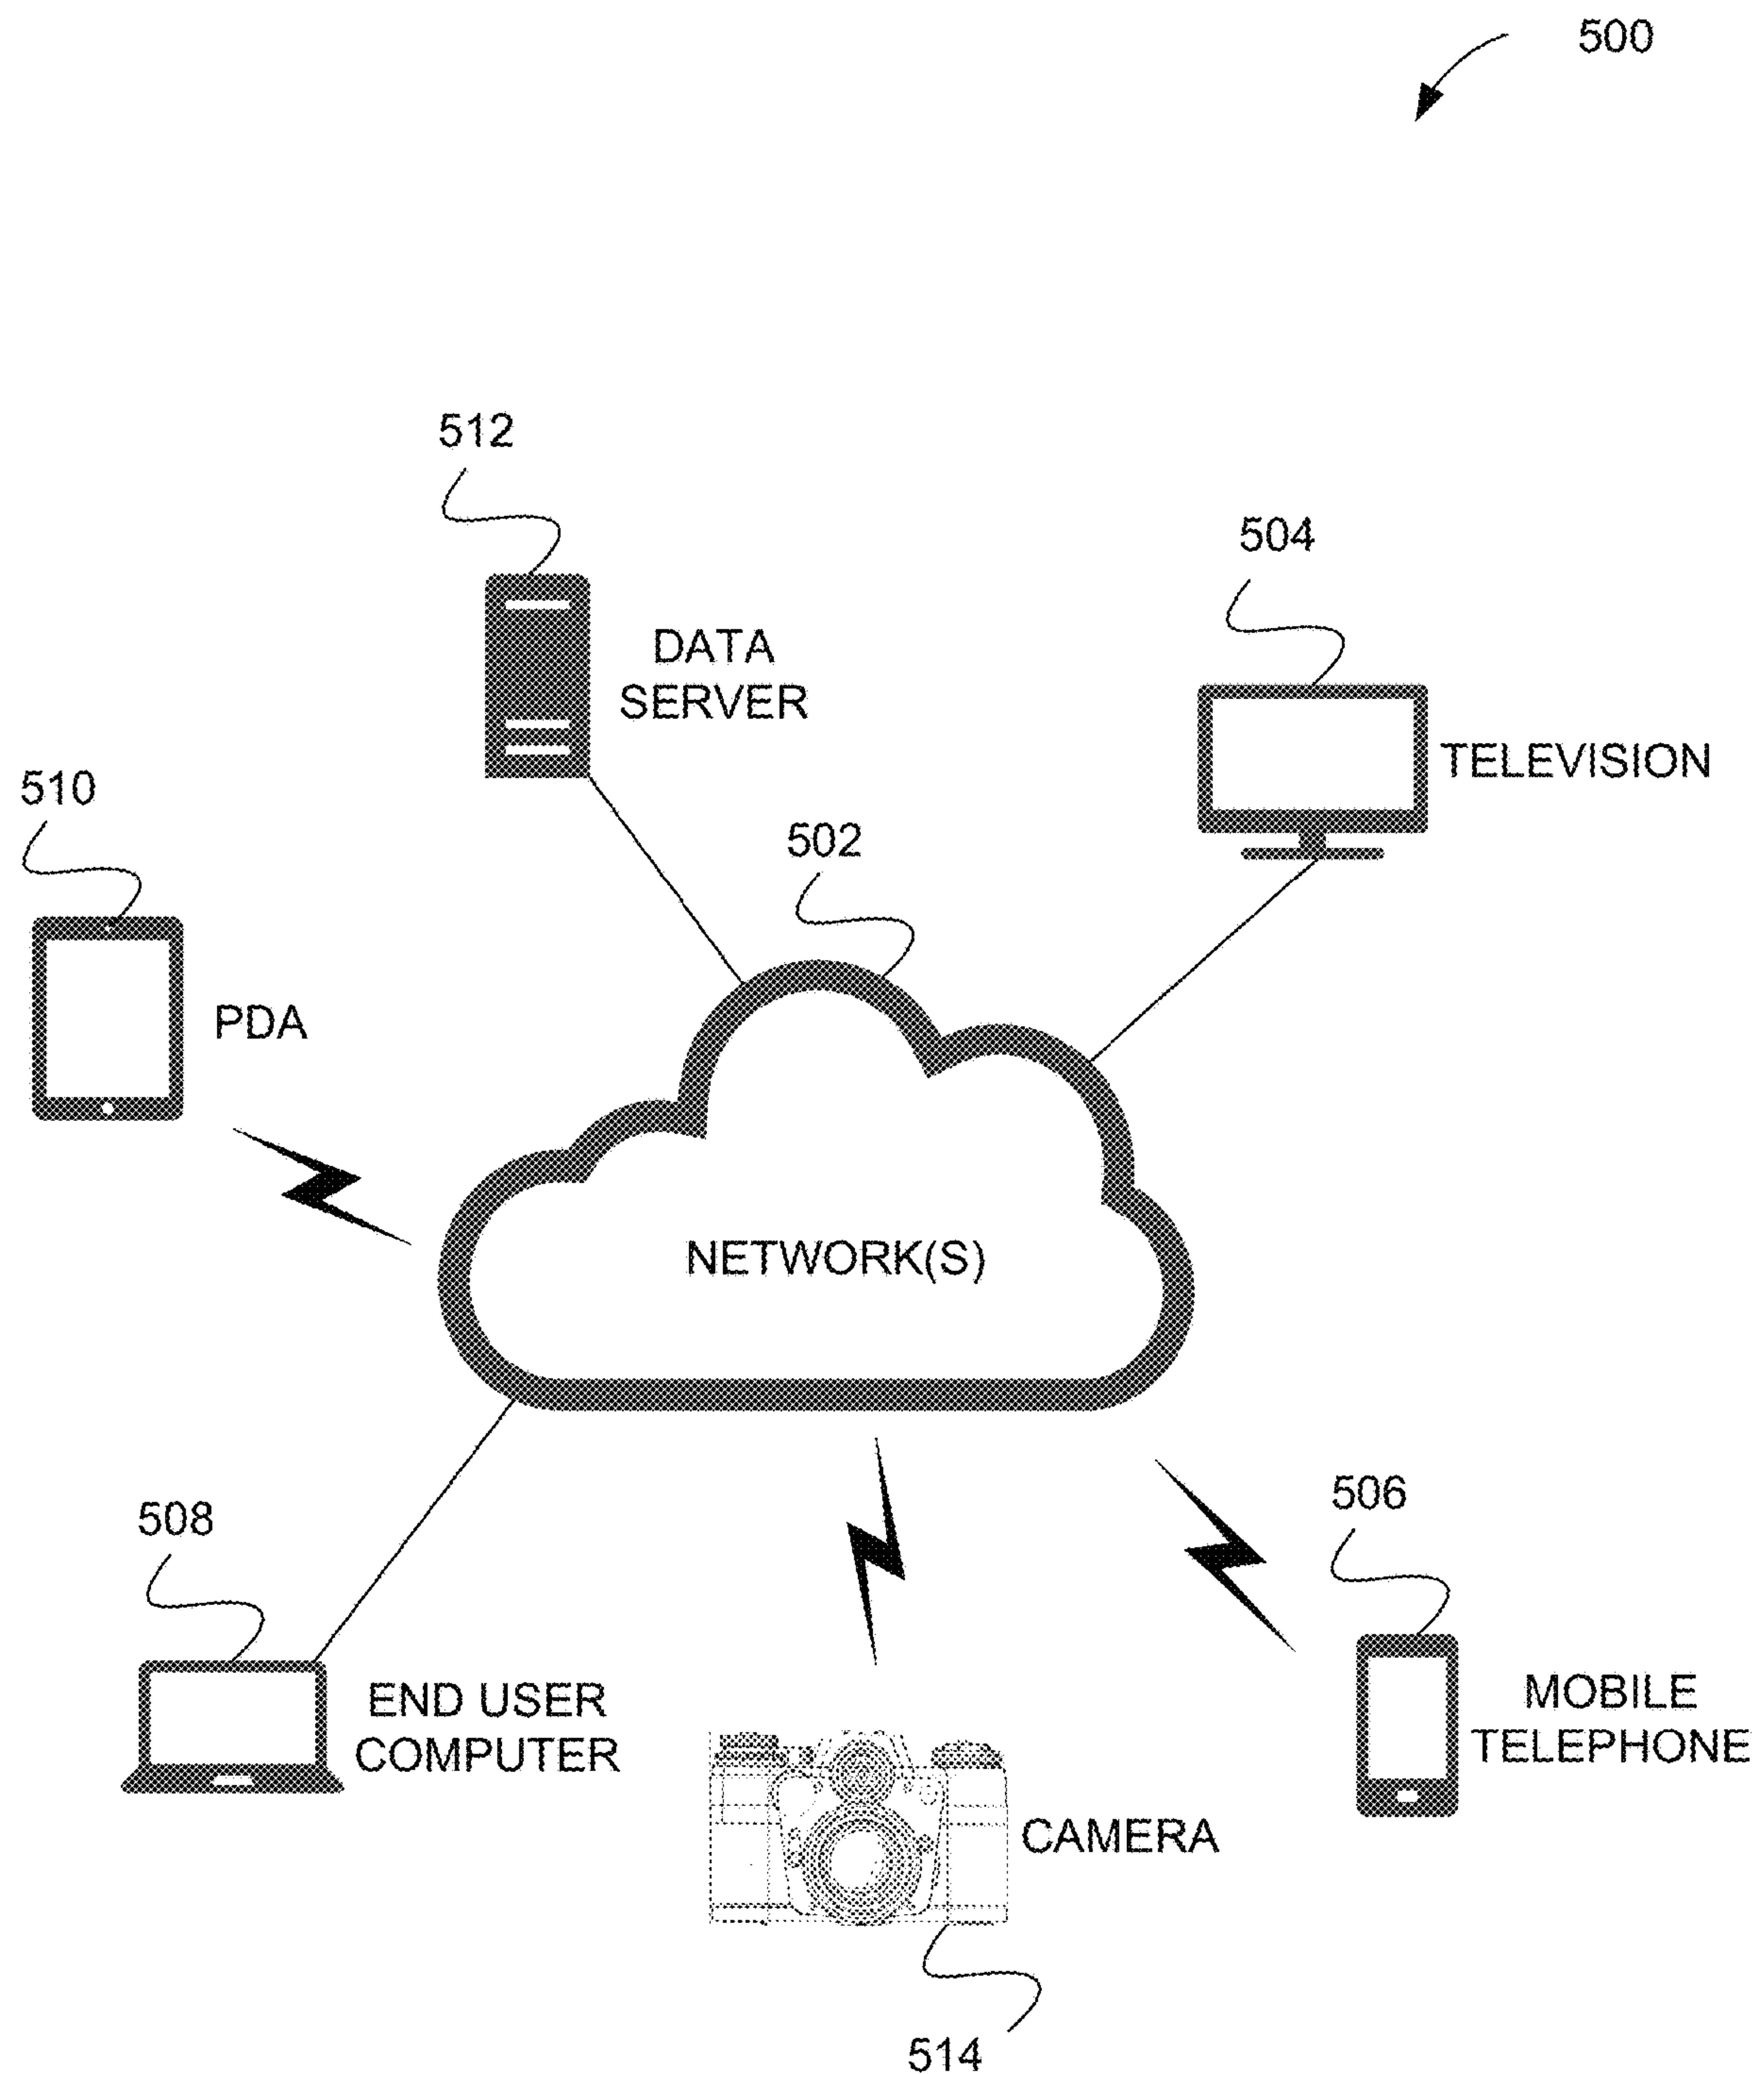 500
512
504
DATA
SERVER
TELEVISION
510
502
PDA
NETWORK(S)
506
508
MOBILE
TELEPHONE
END USER
COMPUTER
CAMERA
514